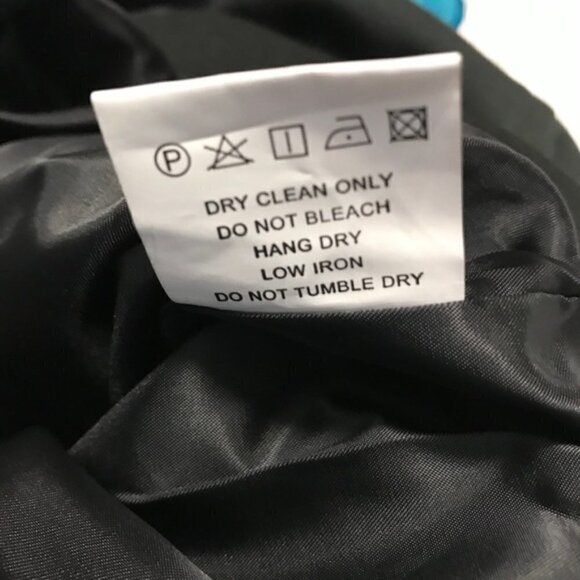 P
DRY CLEAN ONLY
DO NOT BLEACH
HANG DRY
LOW IRON
DO NOT TUMBLE DRY